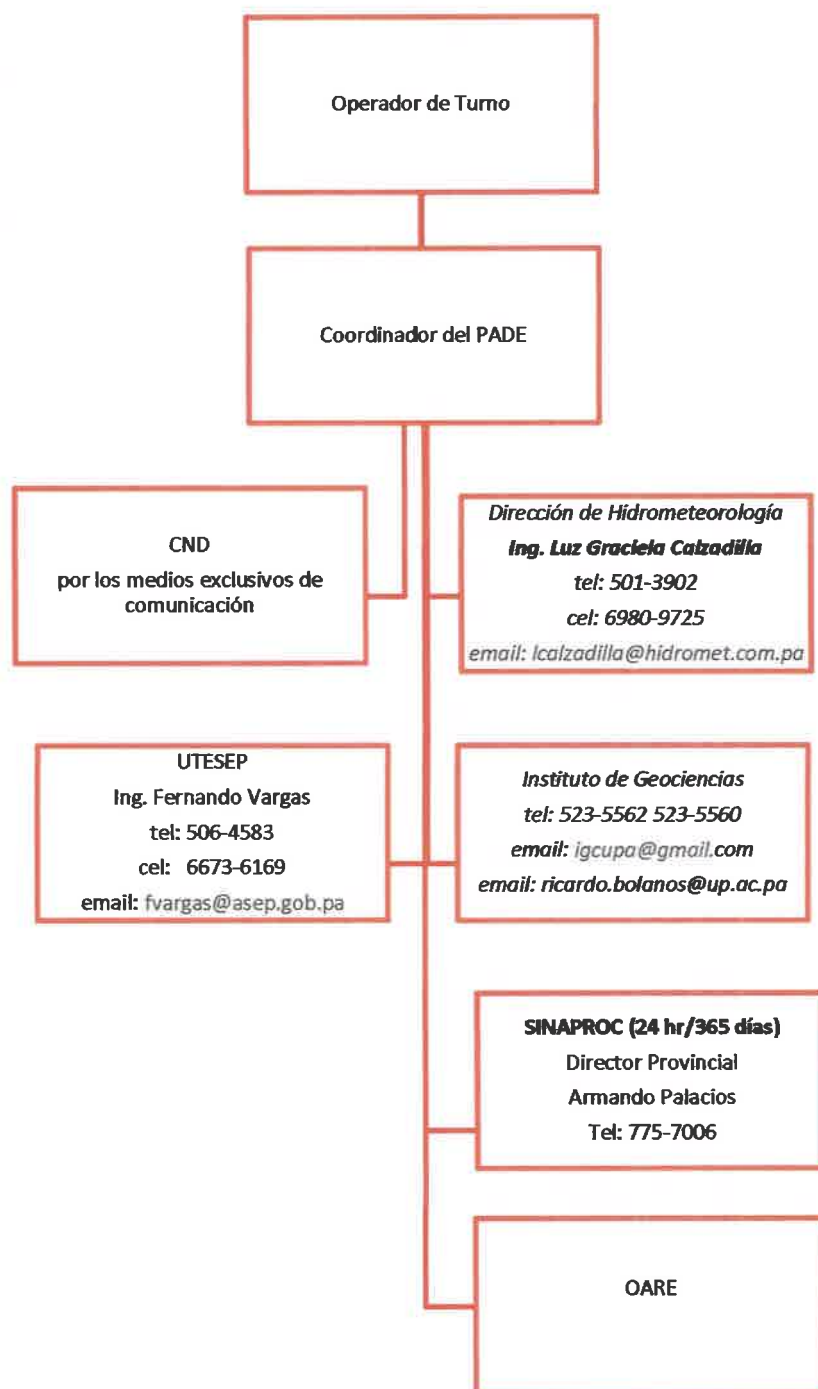 Operador de Turno
Coordinador del PADE
CND
por los medios exclusivos de
comunicación
Dirección de Hidrometeorología
Ing. Luz Graciela Calzadilla
tel: 501-3902
cel: 6980-9725
email: lcalzadilla@hidromet.com.pa
UTESEP
Ing. Fernando Vargas
tel: 506-4583
cel: 6673-6169
email: fvargas@asep.gob.pa
Instituto de Geociencias
tel: 523-5562 523-5560
email: igcupa@gmail.com
email: ricardo.bolanos@up.ac.pa
SINAPROC (24 hr/365 días)
Director Provincial
Armando Palacios
Tel: 775-7006
OARE